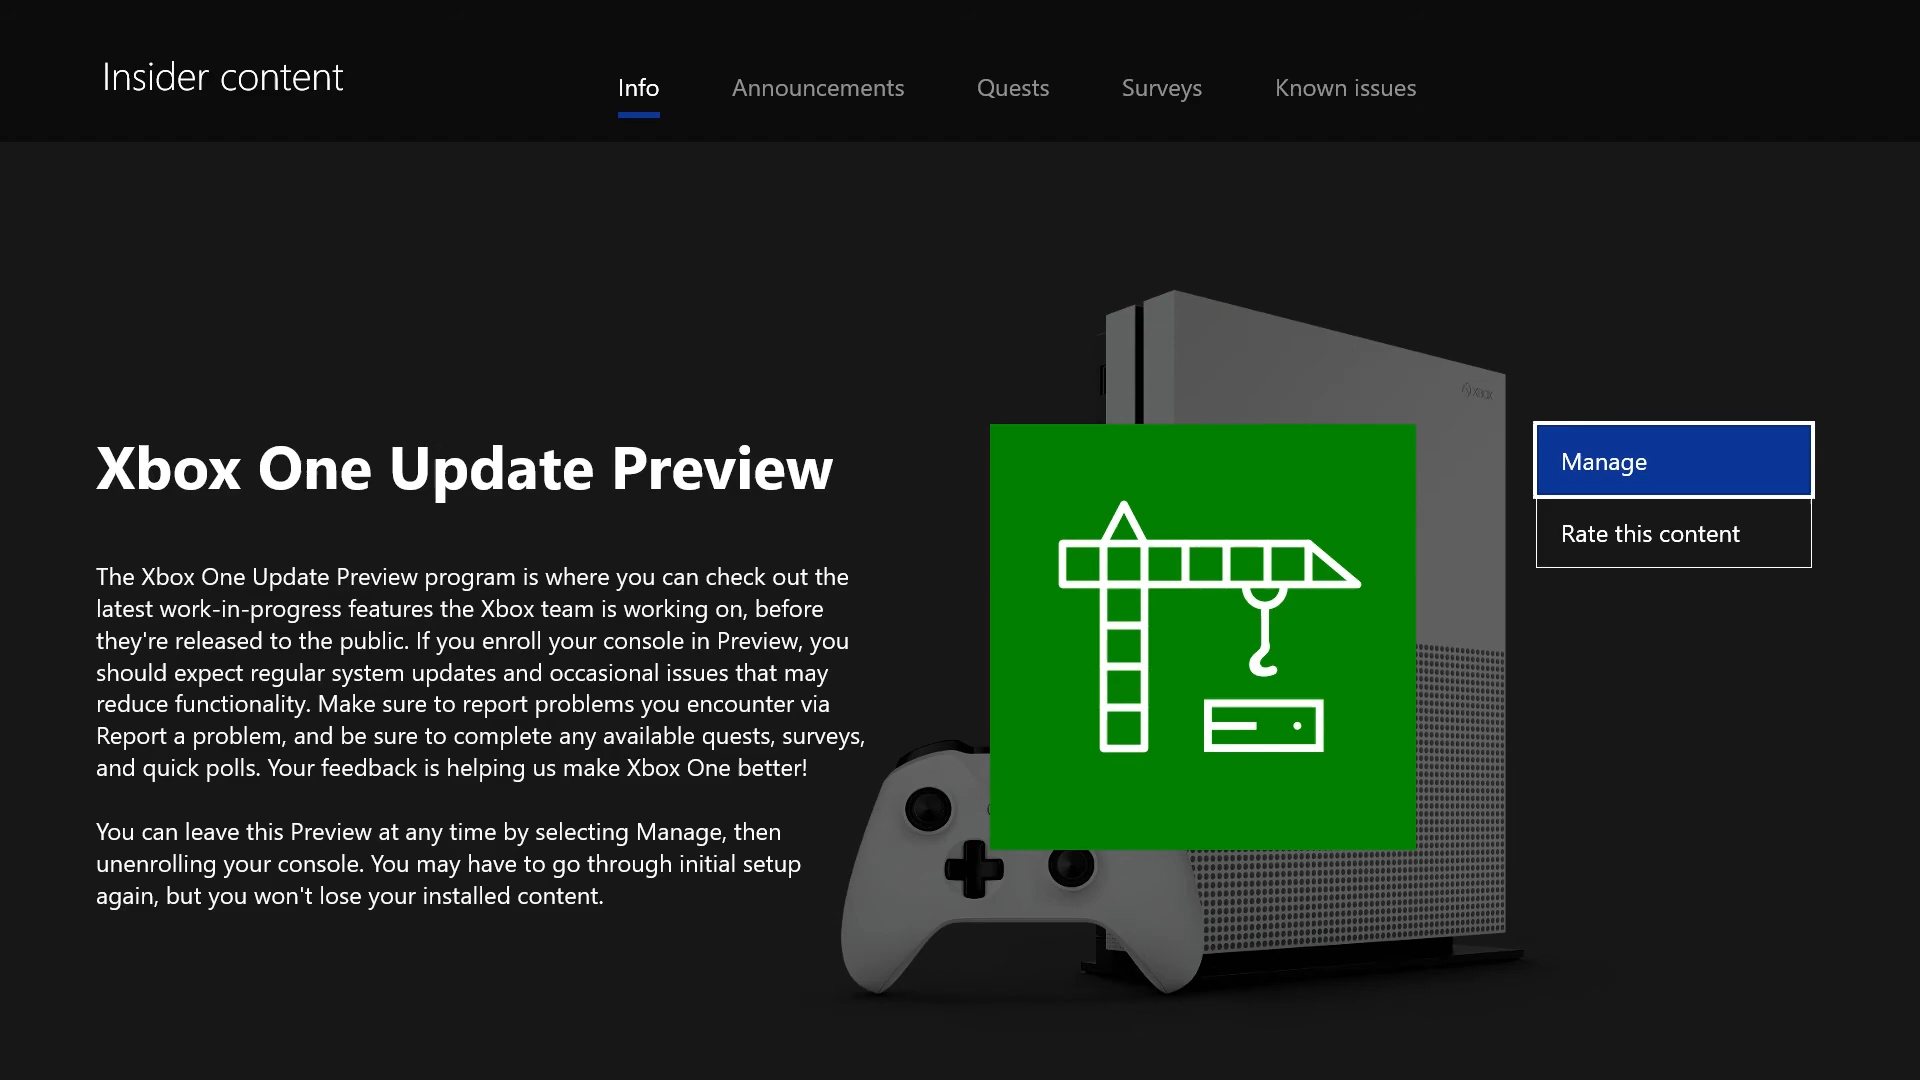 Insider content
Info
Announcements
Quests
Surveys
Known issues
Xbox One Update Preview
The Xbox One Update Preview program is where you can check out the
latest work-in-progress features the Xbox team is working on, before
they're released to the public. If you enroll your console in Preview, you
should expect regular system updates and occasional issues that may
reduce functionality. Make sure to report problems you encounter via
Report a problem, and be sure to complete any available quests, surveys,
and quick polls. Your feedback is helping us make Xbox One better!
You can leave this Preview at any time by selecting Manage, then
unenrolling your console. You may have to go through initial setup
again, but you won't lose your installed content.
XBOX
Manage
Rate this content